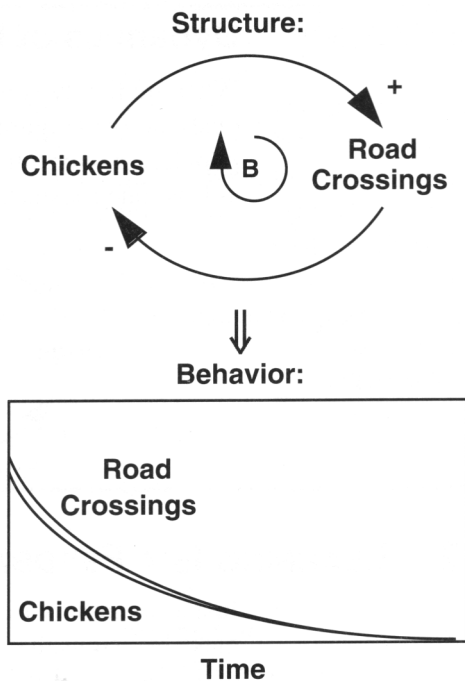 Structure:
+
Chickens
B
Road
Crossings
-
Behavior:
Road
Crossings
Chickens
Time